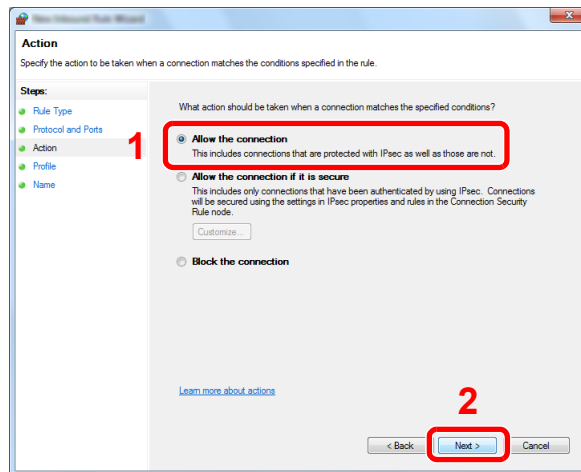 New Inbound Rule Wizard
Action
Specify the action to be taken when a connection matches the conditions specified in the rule.
Steps:
Rule Type
Protocol and Ports
Action
Profile
Name
What action should be taken when a connection matches the specified conditions?
1
Allow the connection
This includes connections that are protected with IPsec as well as those are not.
Allow the connection if it is secure
This includes only connections that have been authenticated by using IPsec. Connections
will be secured using the settings in IPsec properties and rules in the Connection Security
Rule node.
Customize...
Block the connection
Learn more about actions
2
< Back
Next >
Cancel